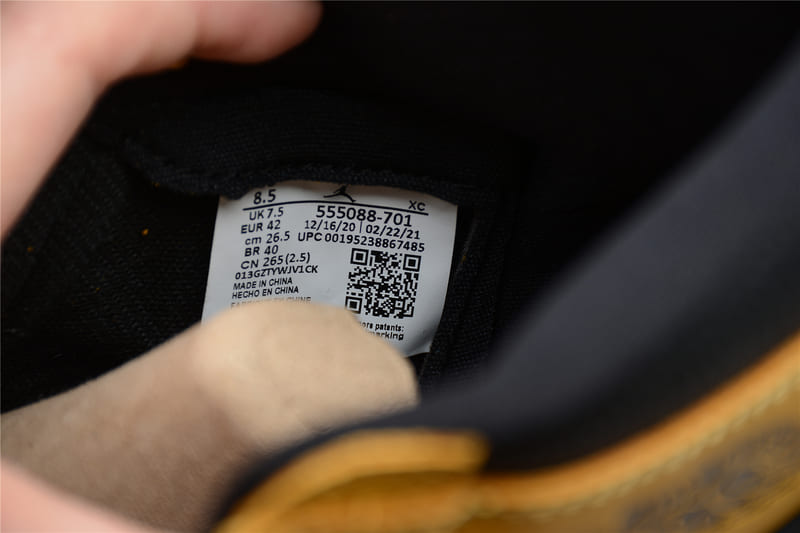 8.5
UK 7.5
EUR 42
cm 26.5
BR 40
CN 265 (2.5)
013GZTYWJV1CK
MADE IN CHINA
HECHO EN CHINA
XC
555088-701
12/16/20 | 02/22/21
UPC 00195238867485
patents: